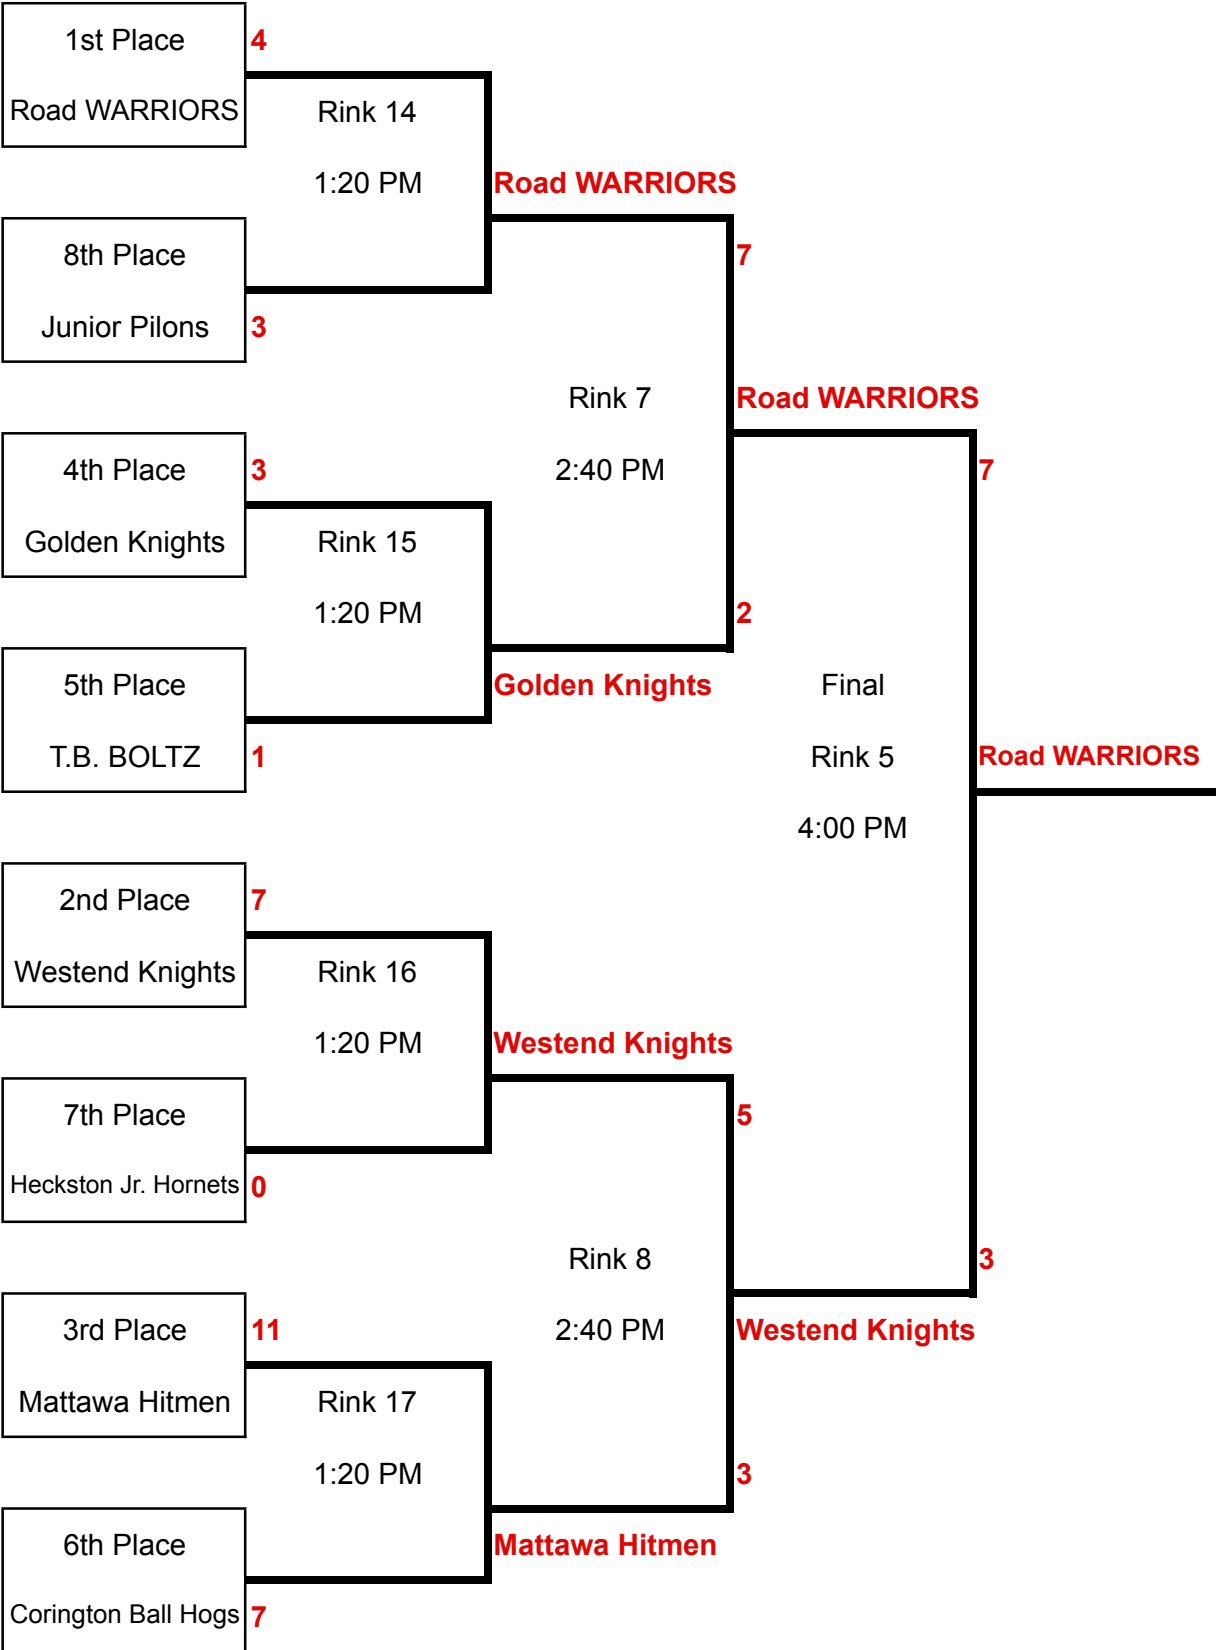 1st Place
4
Road WARRIORS
Rink 14
1:20 PM
Road WARRIORS
8th Place
7
Junior Pilons
3
Rink 7
Road WARRIORS
4th Place
3
2:40 PM
7
Golden Knights
Rink 15
1:20 PM
2
5th Place
Golden Knights
Final
T.B. BOLTZ
1
Rink 5
Road WARRIORS
4:00 PM
2nd Place
7
Westend Knights
Rink 16
1:20 PM
Westend Knights
7th Place
5
Heckston Jr. Hornets
0
Rink 8
3
3rd Place
11
2:40 PM
Westend Knights
Mattawa Hitmen
Rink 17
1:20 PM
3
6th Place
Mattawa Hitmen
Corington Ball Hogs
7